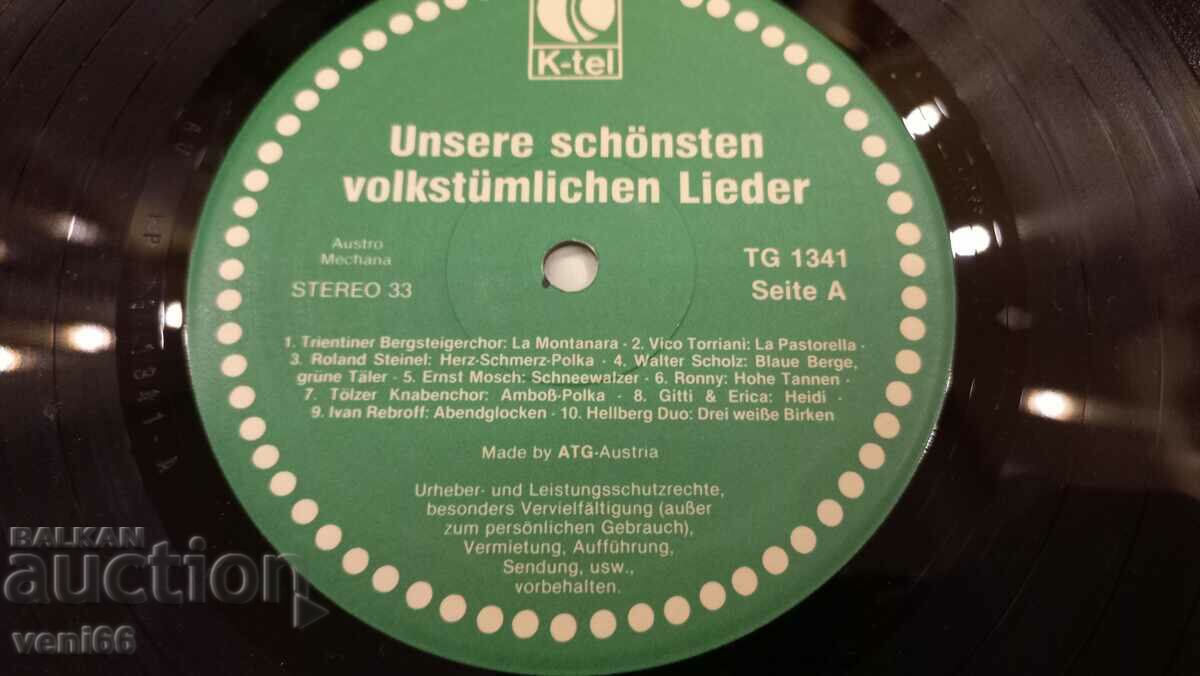 K-tel
Unsere schönsten
volkstümlichen Lieder
Austro
Mechana
STEREO 33
TG 1341
Seite A
1. Trientiner Bergsteigerchor: La Montanara · 2. Vico Torriani: La Pastorella ·
3. Roland Steinel: Herz-Schmerz-Polka · 4. Walter Scholz: Blaue Berge,
grüne Täler · 5. Ernst Mosch: Schneewalzer · 6. Ronny: Hohe Tannen ·
7. Tölzer Knabenchor: Amboß-Polka · 8. Gitti & Erica: Heidi ·
9. Ivan Rebroff: Abendglocken · 10. Hellberg Duo: Drei weiße Birken
Made by ATG-Austria
Urheber- und Leistungsschutzrechte,
besonders Vervielfältigung (außer
zum persönlichen Gebrauch),
Vermietung, Aufführung,
Sendung, usw.,
vorbehalten.
BALKAN
auction
veni66